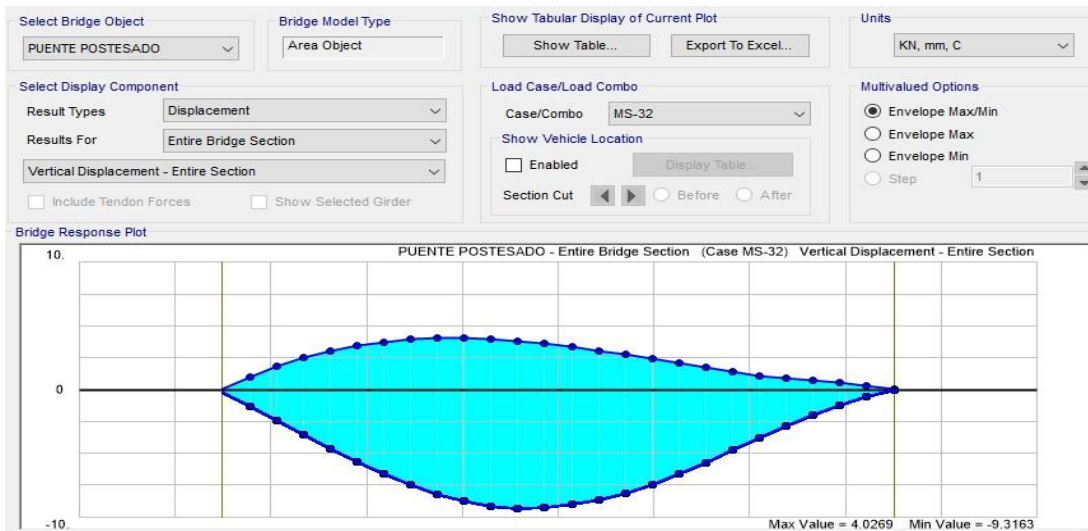 Select Bridge Object
PUENTE POSTESADO
Bridge Model Type
Area Object
Show Tabular Display of Current Plot
Show Table...
Export To Excel...
Units
KN, mm, C
Select Display Component
Result Types
Displacement
Results For
Entire Bridge Section
Vertical Displacement - Entire Section
Include Tendon Forces
Show Selected Girder
Load Case/Load Combo
Case/Combo
MS-32
Show Vehicle Location
Enabled
Display Table...
Section Cut
Before
After
Multivalued Options
Envelope Max/Min
Envelope Max
Envelope Min
Step
1
Bridge Response Plot
10.
PUENTE POSTESADO - Entire Bridge Section (Case MS-32) Vertical Displacement - Entire Section
0
-10.
Max Value = 4.0269 Min Value = -9.3163